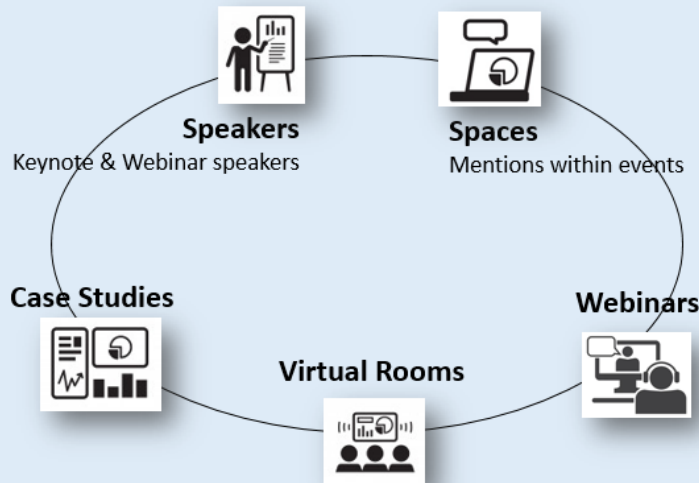 Speakers
Keynote & Webinar speakers
Spaces
Mentions within events
Case Studies
Webinars
Virtual Rooms